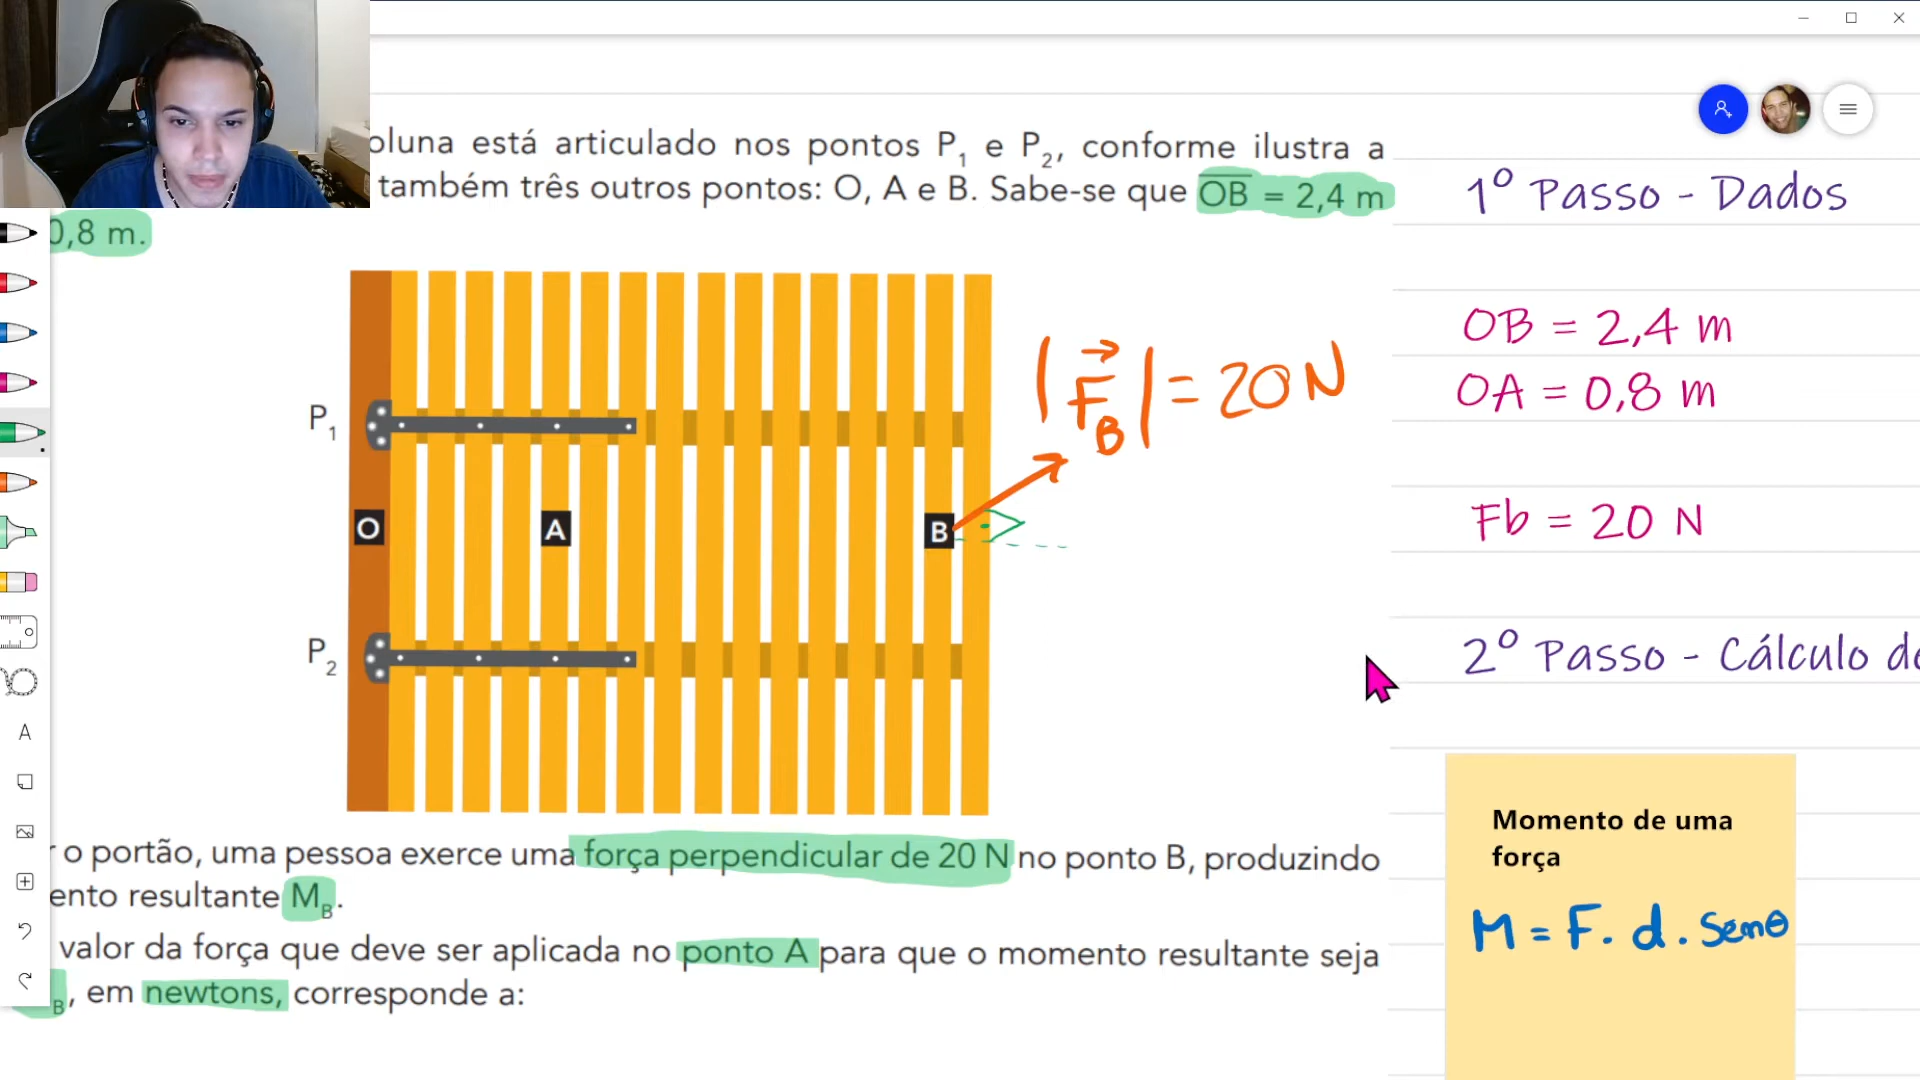 oluna está articulado nos pontos P1 e P2, conforme ilustra a
também três outros pontos: O, A e B. Sabe-se que OB = 2,4 m
0,8 m.
P1
O
A
B
P2
|FB| = 20 N
o portão, uma pessoa exerce uma força perpendicular de 20 N no ponto B, produzindo
ento resultante MB.
valor da força que deve ser aplicada no ponto A para que o momento resultante seja
B, em newtons, corresponde a:
1º Passo - Dados
OB = 2,4 m
OA = 0,8 m
Fb = 20 N
2º Passo - Cálculo de
Momento de uma
força
M = F. d. senθ
A